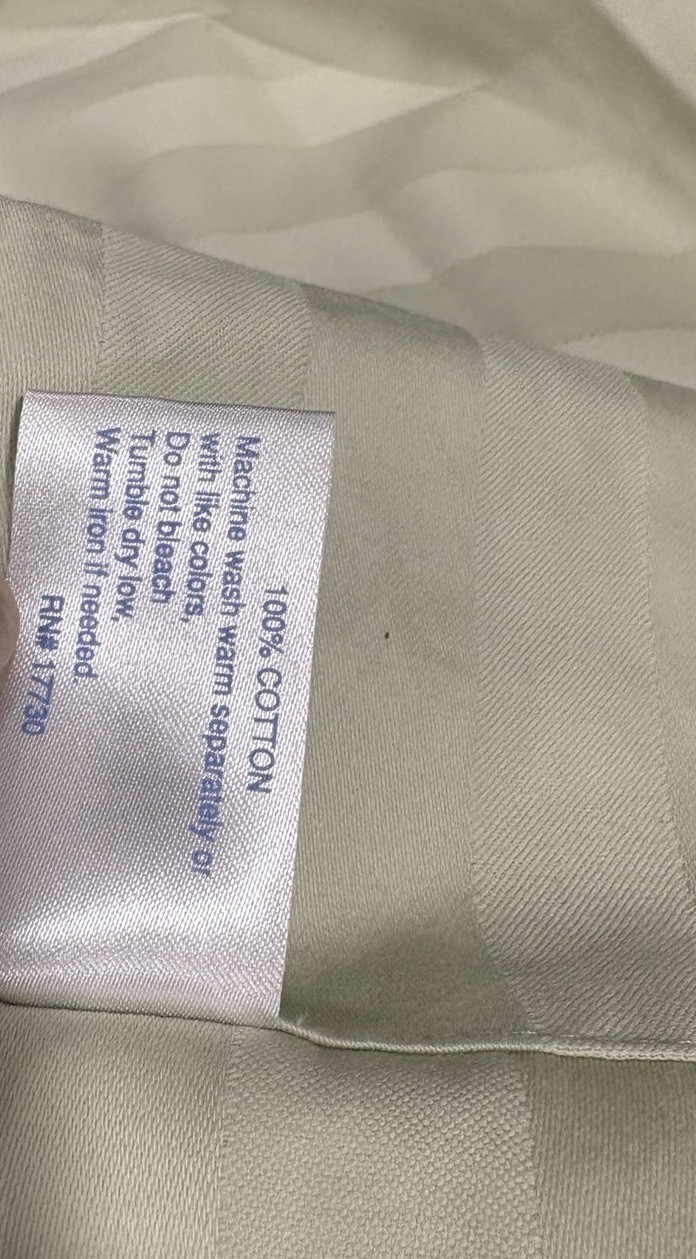 100% COTTON
Machine wash warm separately or
with like colors,
Do not bleach
Tumble dry low,
Warm Iron if needed
RN# 17730